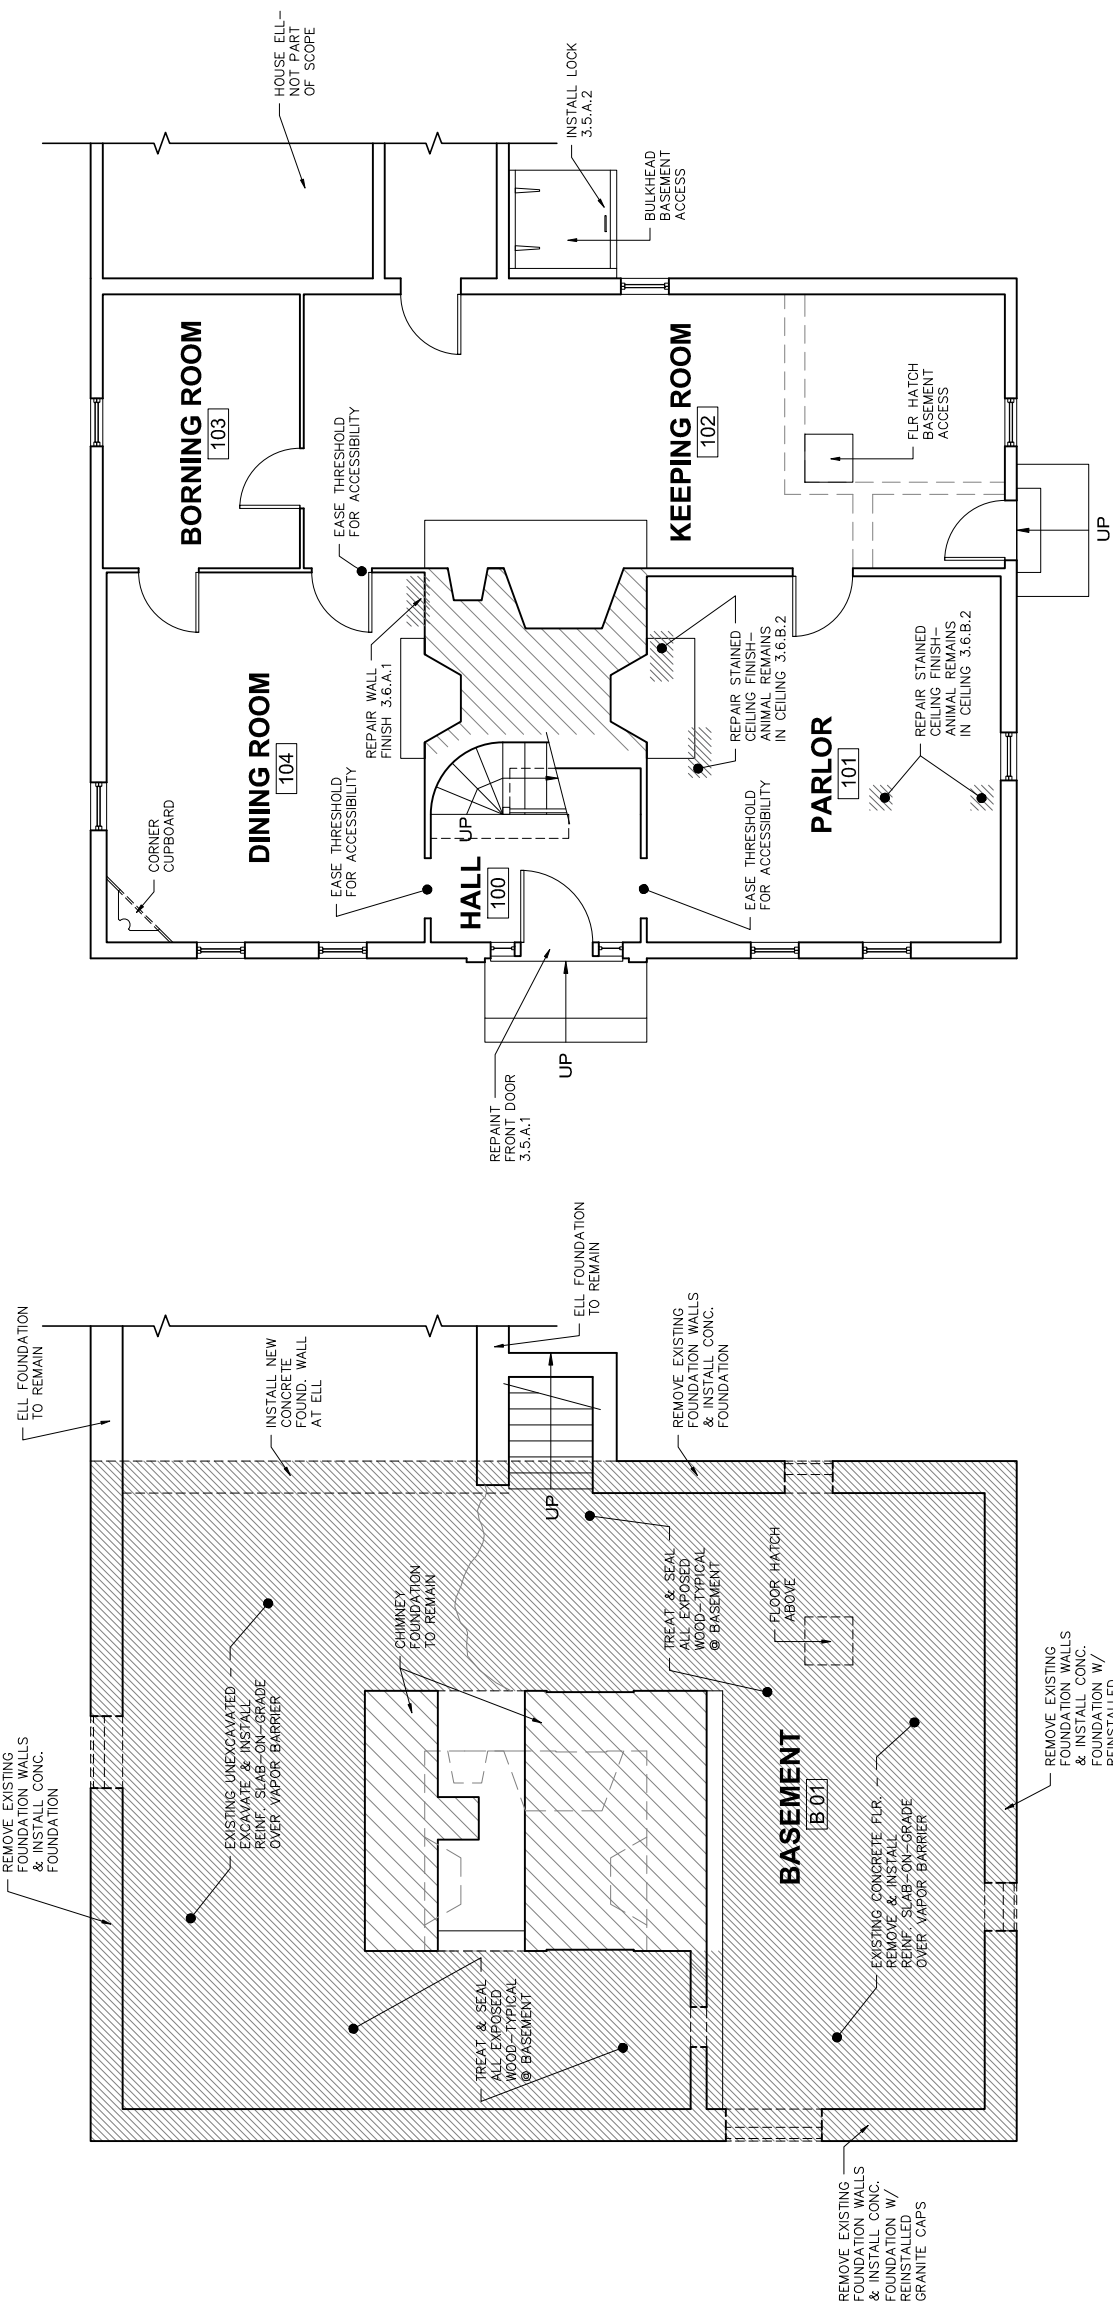 HOUSE ELL-
NOT PART
OF SCOPE
INSTALL LOCK
3.5.A.2
BULKHEAD
BASEMENT
ACCESS
BORNING ROOM
103
EASE THRESHOLD
FOR ACCESSIBILITY
KEEPING ROOM
102
FLR HATCH
BASEMENT
ACCESS
UP
DINING ROOM
104
REPAIR WALL
FINISH 3.6.A.1
CORNER
CUPBOARD
EASE THRESHOLD
FOR ACCESSIBILITY
UP
HALL
100
REPAIR STAINED
CEILING FINISH-
ANIMAL REMAINS
IN CEILING 3.6.B.2
PARLOR
101
REPAIR STAINED
CEILING FINISH-
ANIMAL REMAINS
IN CEILING 3.6.B.2
EASE THRESHOLD
FOR ACCESSIBILITY
REPAINT
FRONT DOOR
3.5.A.1
UP
ELL FOUNDATION
TO REMAIN
INSTALL NEW
CONCRETE
FOUND. WALL
AT ELL
ELL FOUNDATION
TO REMAIN
REMOVE EXISTING
FOUNDATION WALLS
& INSTALL CONC.
FOUNDATION
UP
REMOVE EXISTING
FOUNDATION WALLS
& INSTALL CONC.
FOUNDATION
EXISTING UNEXCAVATED -
EXCAVATE & INSTALL
REINF. SLAB-ON-GRADE
OVER VAPOR BARRIER
CHIMNEY
FOUNDATION
TO REMAIN
TREAT & SEAL
ALL EXPOSED
WOOD-TYPICAL
@ BASEMENT
FLOOR HATCH
ABOVE
BASEMENT
B 01
REMOVE EXISTING
FOUNDATION WALLS
& INSTALL CONC.
FOUNDATION W/
REINSTALLED
TREAT & SEAL
ALL EXPOSED
WOOD-TYPICAL
@ BASEMENT
EXISTING CONCRETE FLR. -
REMOVE & INSTALL
REINF. SLAB-ON-GRADE
OVER VAPOR BARRIER
REMOVE EXISTING
FOUNDATION WALLS
& INSTALL CONC.
FOUNDATION W/
REINSTALLED
GRANITE CAPS